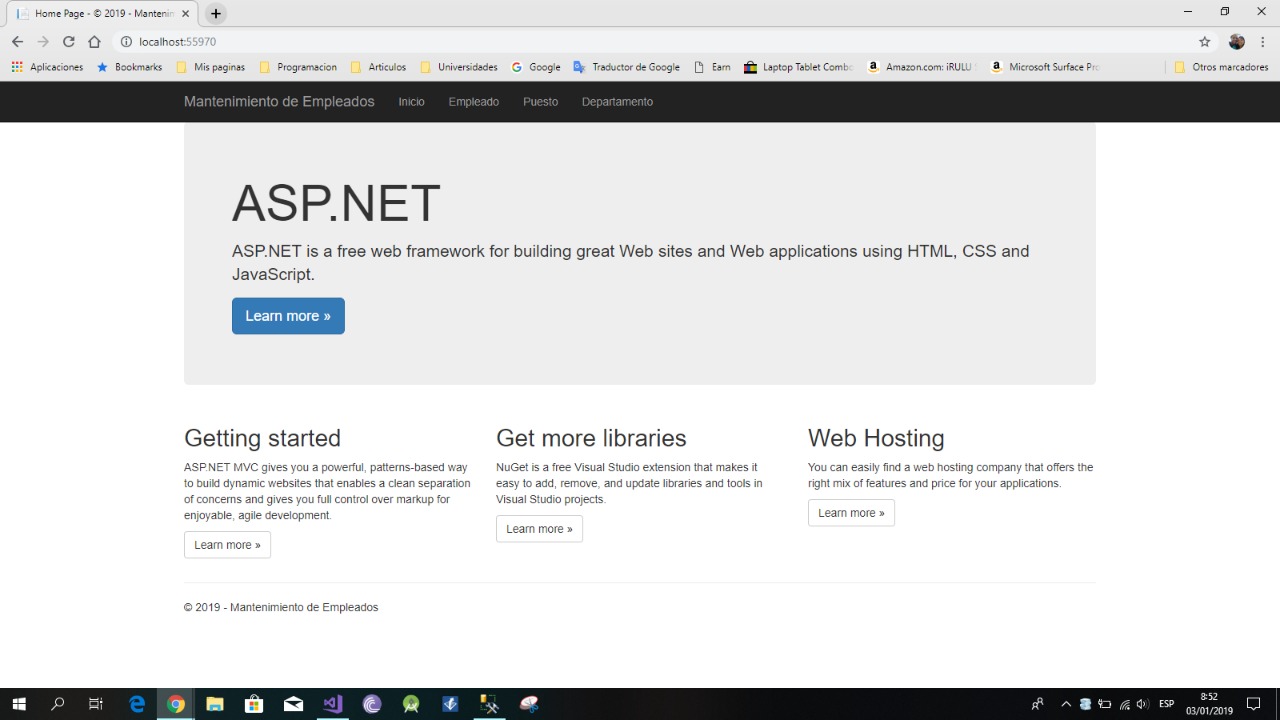 Home Page - © 2019 - Mantenin
localhost:55970
Aplicaciones Bookmarks Mis paginas Programacion Articulos Universidades Google Traductor de Google Earn Laptop Tablet Combo Amazon.com: iRULU Microsoft Surface Pro Otros marcadores
Mantenimiento de Empleados Inicio Empleado Puesto Departamento
ASP.NET
ASP.NET is a free web framework for building great Web sites and Web applications using HTML, CSS and
JavaScript.
Learn more »
Getting started
ASP.NET MVC gives you a powerful, patterns-based way
to build dynamic websites that enables a clean separation
of concerns and gives you full control over markup for
enjoyable, agile development.
Learn more »
Get more libraries
NuGet is a free Visual Studio extension that makes it
easy to add, remove, and update libraries and tools in
Visual Studio projects.
Learn more »
Web Hosting
You can easily find a web hosting company that offers the
right mix of features and price for your applications.
Learn more »
© 2019 - Mantenimiento de Empleados
ESP
8:52
03/01/2019